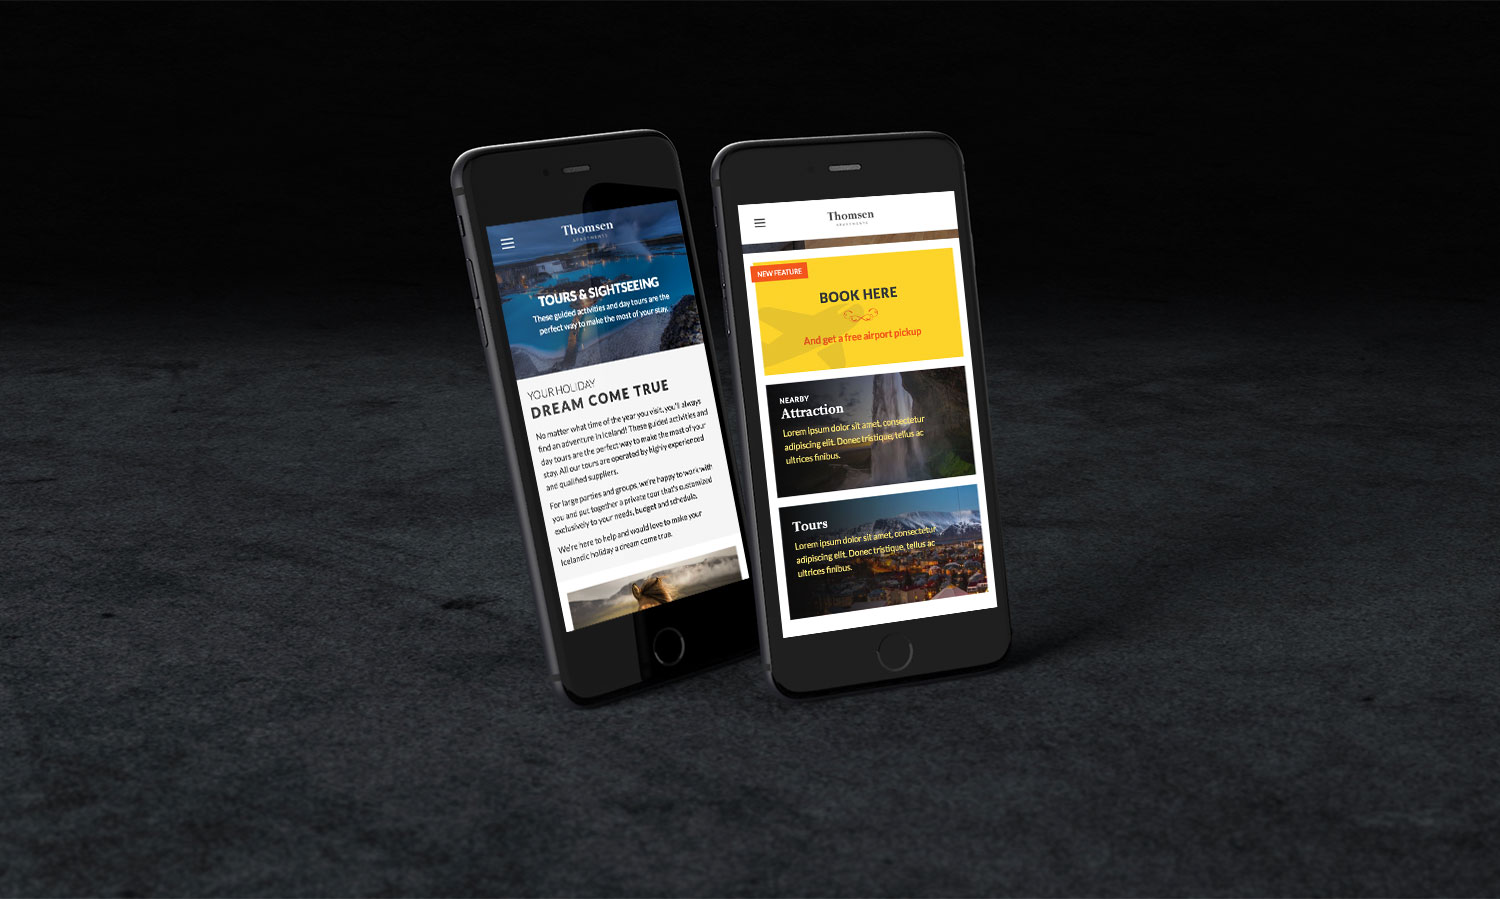 Thomsen
APARTMENTS
TOURS & SIGHTSEEING
These guided activities and day tours are the
perfect way to make the most of your stay.
YOUR HOLIDAY
DREAM COME TRUE
No matter what time of the year you visit, you'll always
find an adventure in Iceland! These guided activities and
day tours are the perfect way to make the most of your
stay. All our tours are operated by highly experienced
and qualified suppliers.
For large parties and groups, we're happy to work with
you and put together a private tour that's customized
exclusively to your needs, budget and schedule.
We're here to help and would love to make your
Icelandic holiday a dream come true.
Thomsen
APARTMENTS
NEW FEATURE
BOOK HERE
And get a free airport pickup
NEARBY
Attraction
Lorem ipsum dolor sit amet, consectetur
adipiscing elit. Donec tristique, tellus ac
ultrices finibus.
Tours
Lorem ipsum dolor sit amet, consectetur
adipiscing elit. Donec tristique, tellus ac
ultrices finibus.